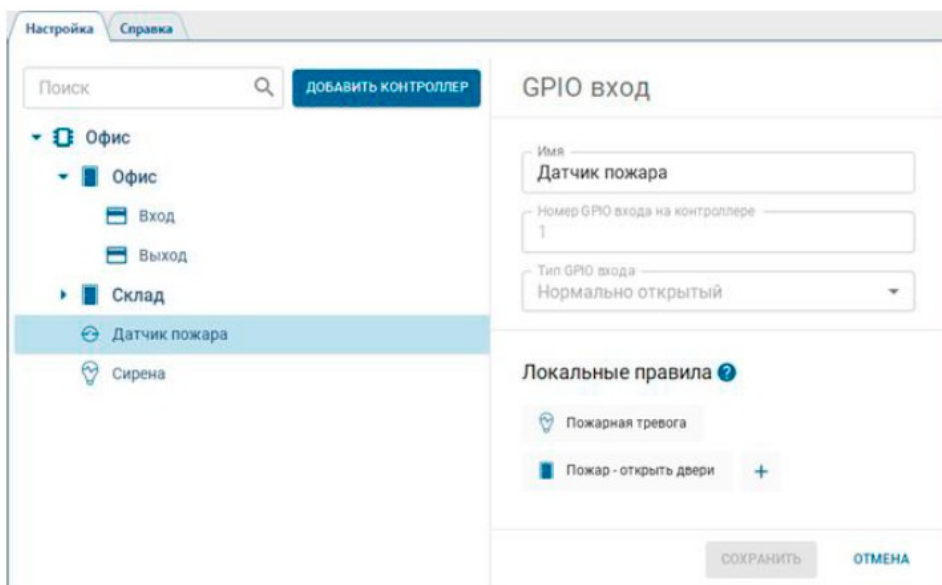 Настройка Справка
Поиск
ДОБАВИТЬ КОНТРОЛЛЕР
Офис
Офис
Вход
Выход
Склад
Датчик пожара
Сирена
GPIO вход
Имя
Датчик пожара
Номер GPIO входа на контроллере
1
Тип GPIO входа
Нормально открытый
Локальные правила ?
Пожарная тревога
Пожар - открыть двери +
СОХРАНИТЬ ОТМЕНА